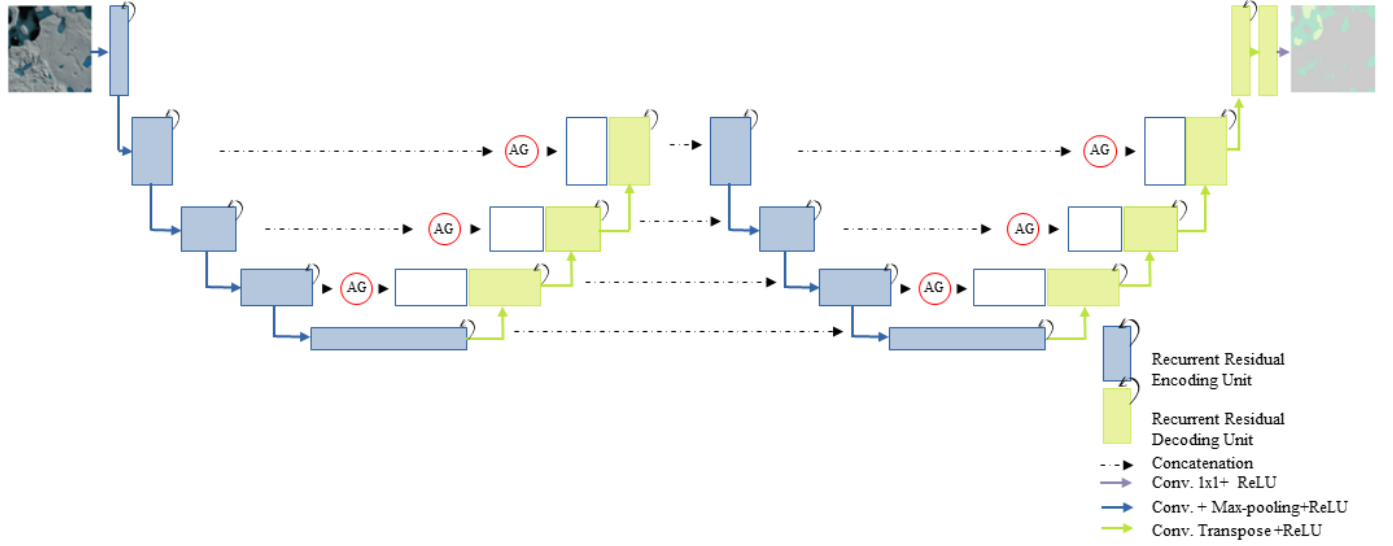 AG
AG
AG
AG
AG
AG
Recurrent Residual
Encoding Unit
Recurrent Residual
Decoding Unit
Concatenation
Conv. 1x1+ ReLU
Conv. + Max-pooling+ReLU
Conv. Transpose +ReLU